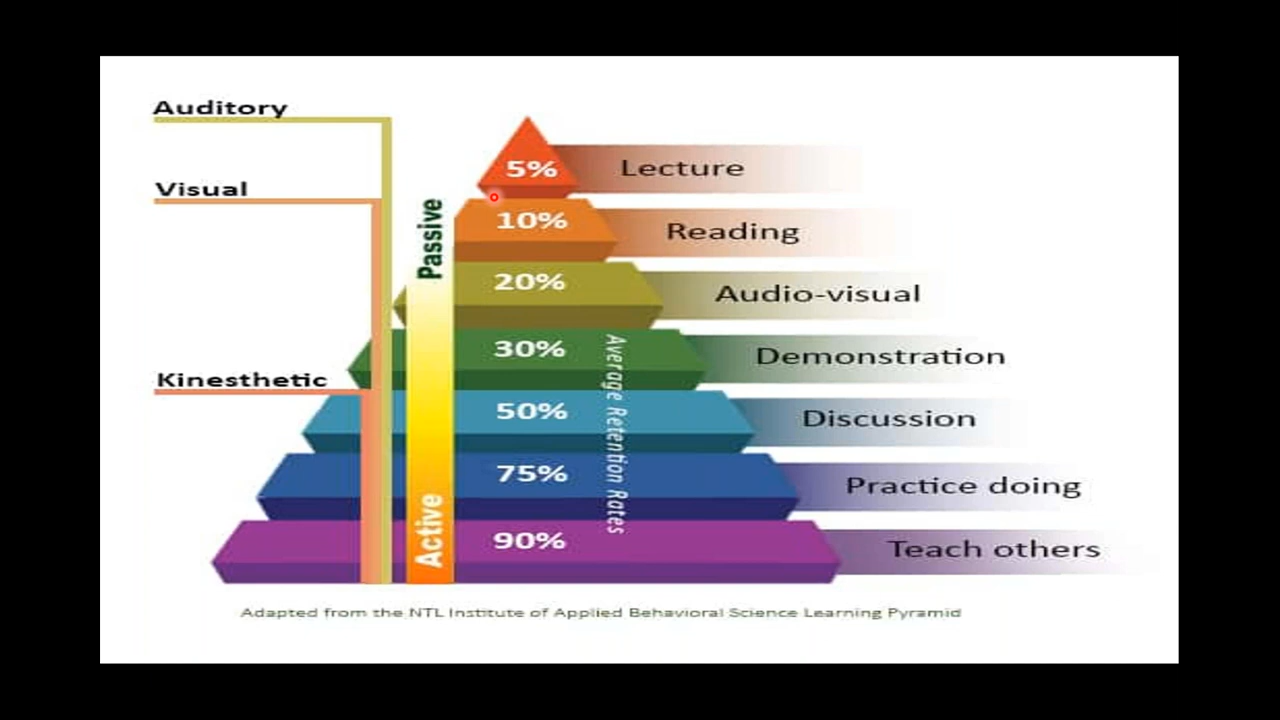 Auditory
5% Lecture
Visual
10% Reading
Passive
20% Audio-visual
30% Demonstration
Average Retention Rates
Kinesthetic
50% Discussion
75% Practice doing
Active
90% Teach others
Adapted from the NTL Institute of Applied Behavioral Science Learning Pyramid